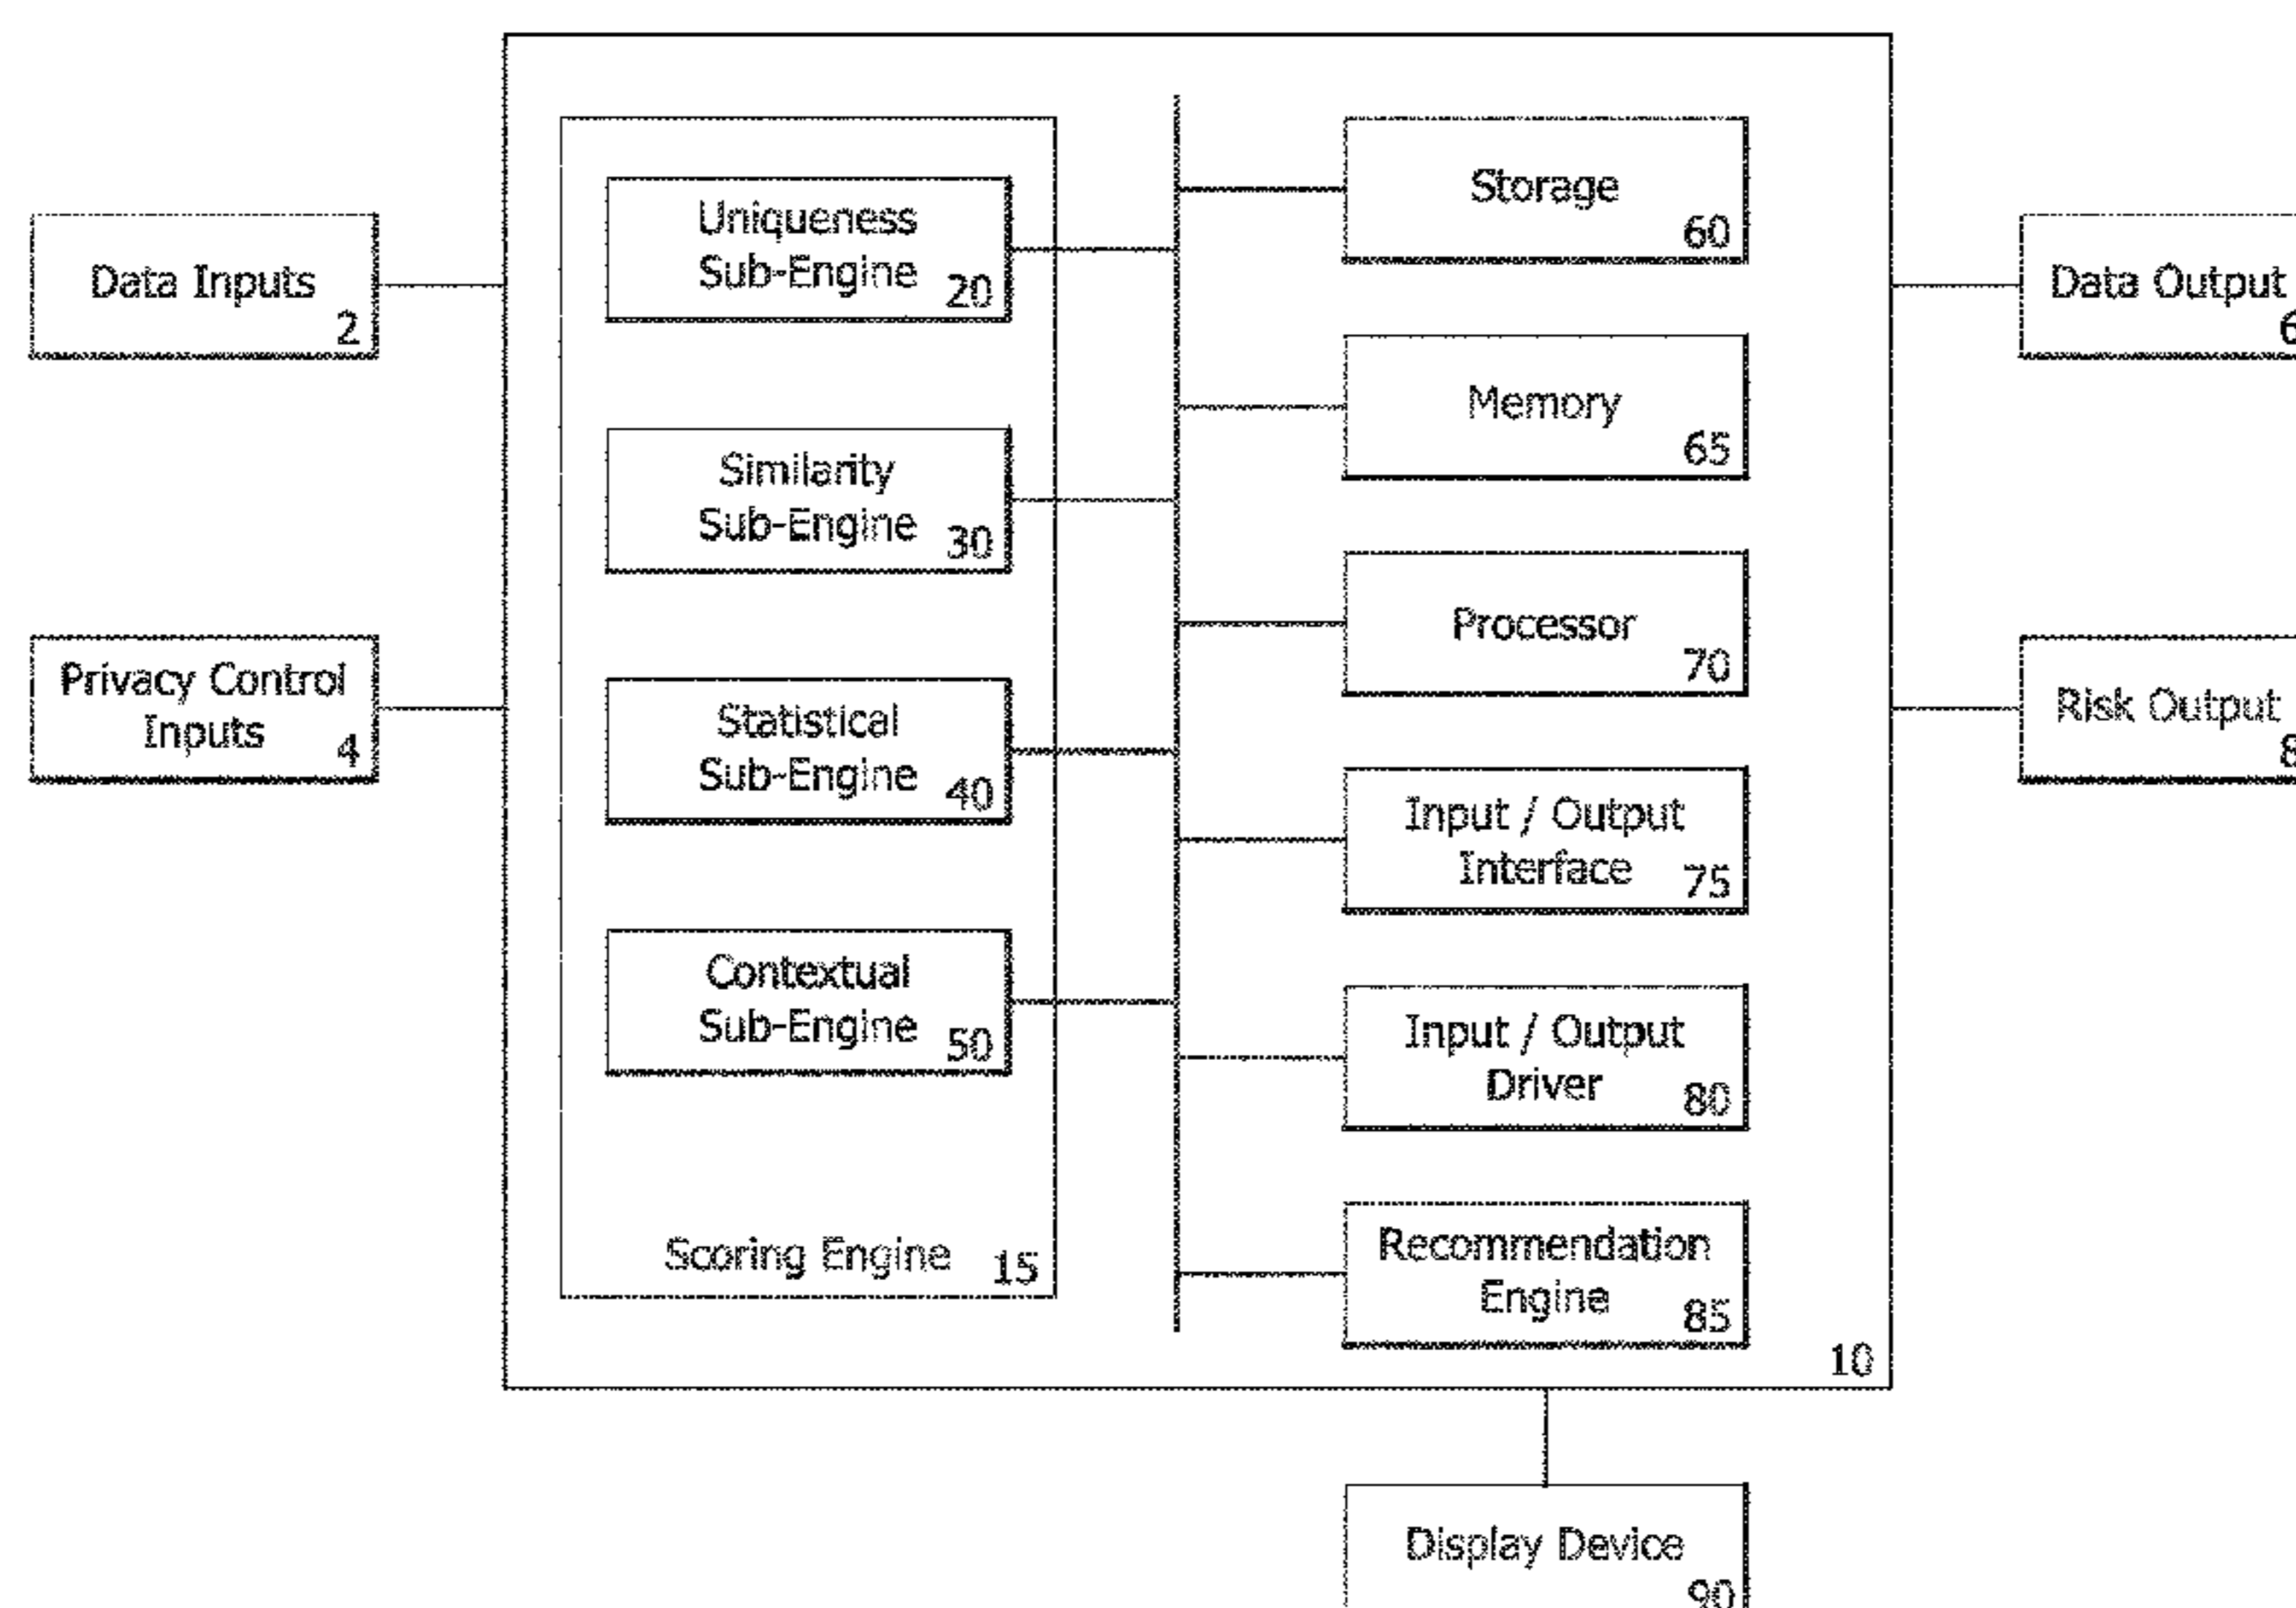 Data Inputs
2
Privacy Control
Inputs
4
Uniqueness
Sub-Engine
20
Similarity
Sub-Engine
30
Statistical
Sub-Engine
40
Contextual
Sub-Engine
50
Scoring Engine
15
Storage
60
Memory
65
Processor
70
Input / Output
Interface
75
Input / Output
Driver
80
Recommendation
Engine
85
10
Data Output
6
Risk Output
8
Display Device
90